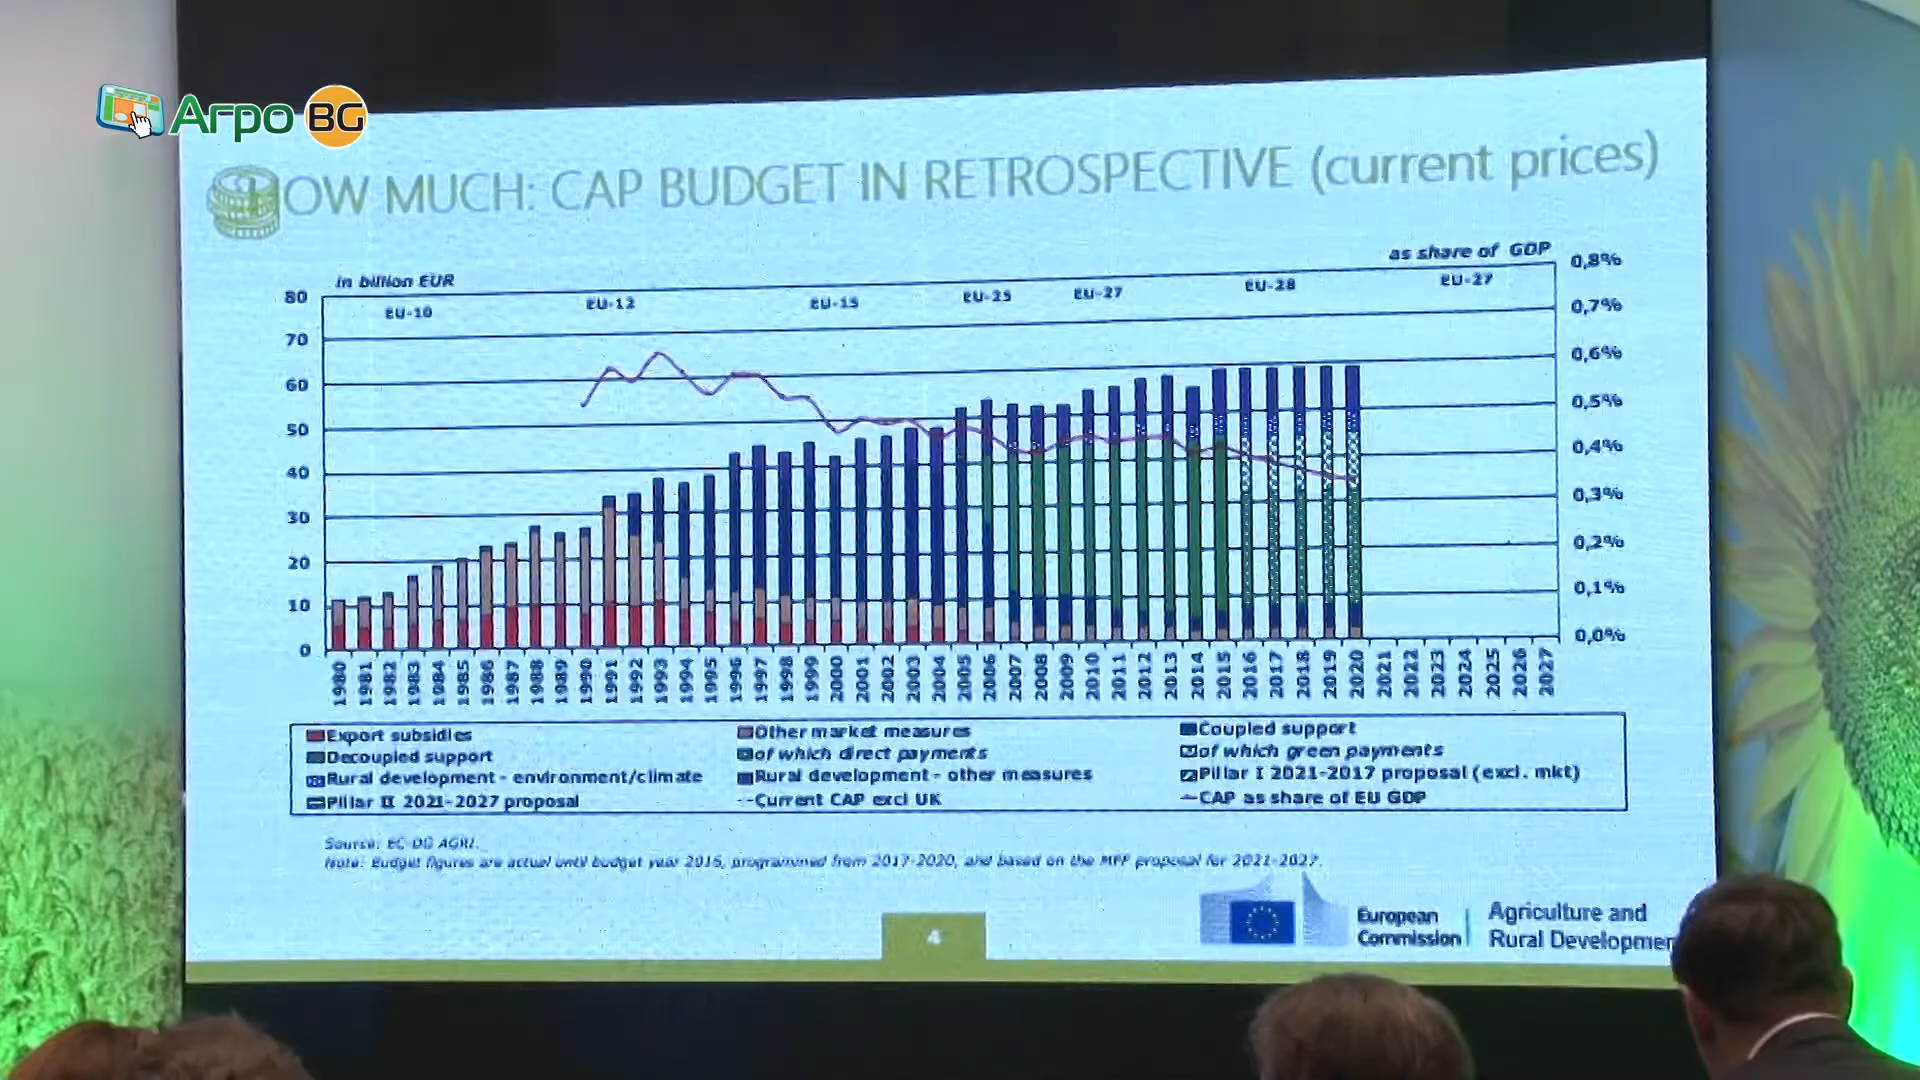 Агро BG
HOW MUCH: CAP BUDGET IN RETROSPECTIVE (current prices)
in billion EUR
as share of GDP
EU-10 EU-12 EU-15 EU-25 EU-27 EU-28 EU-27
80 0,8%
70 0,7%
60 0,6%
50 0,5%
40 0,4%
30 0,3%
20 0,2%
10 0,1%
0 0,0%
1980 1981 1982 1983 1984 1985 1986 1987 1988 1989 1990 1991 1992 1993 1994 1995 1996 1997 1998 1999 2000 2001 2002 2003 2004 2005 2006 2007 2008 2009 2010 2011 2012 2013 2014 2015 2016 2017 2018 2019 2020 2021 2022 2023 2024 2025 2026 2027
Export subsidies Other market measures Coupled support
Decoupled support of which direct payments of which green payments
Rural development - environment/climate Rural development - other measures Pillar I 2021-2017 proposal (excl. mkt)
Pillar II 2021-2027 proposal Current CAP excl UK CAP as share of EU GDP
Source: EC DG AGRI.
Note: Budget figures are actual until budget year 2016, programmed from 2017-2020, and based on the MFF proposal for 2021-2027.
4
European
Commission
Agriculture and
Rural Developmen